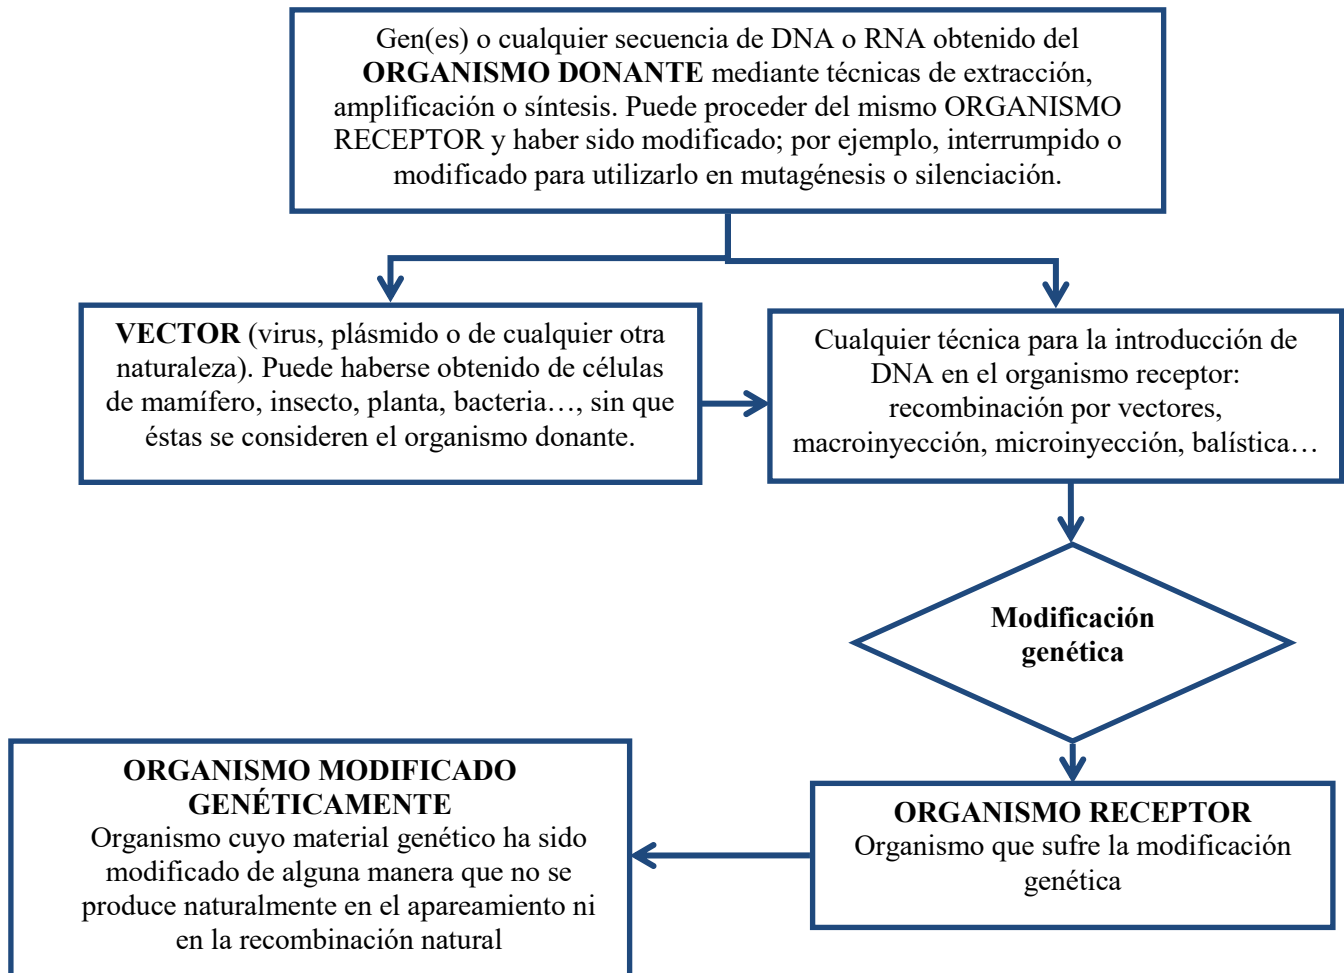 Gen(es) o cualquier secuencia de DNA o RNA obtenido del
ORGANISMO DONANTE mediante técnicas de extracción,
amplificación o síntesis. Puede proceder del mismo ORGANISMO
RECEPTOR y haber sido modificado; por ejemplo, interrumpido o
modificado para utilizarlo en mutagénesis o silenciación.
VECTOR (virus, plásmido o de cualquier otra
naturaleza). Puede haberse obtenido de células
de mamífero, insecto, planta, bacteria…, sin que
éstas se consideren el organismo donante.
Cualquier técnica para la introducción de
DNA en el organismo receptor:
recombinación por vectores,
macroinyección, microinyección, balística…
Modificación
genética
ORGANISMO RECEPTOR
Organismo que sufre la modificación
genética
ORGANISMO MODIFICADO
GENÉTICAMENTE
Organismo cuyo material genético ha sido
modificado de alguna manera que no se
produce naturalmente en el apareamiento ni
en la recombinación natural